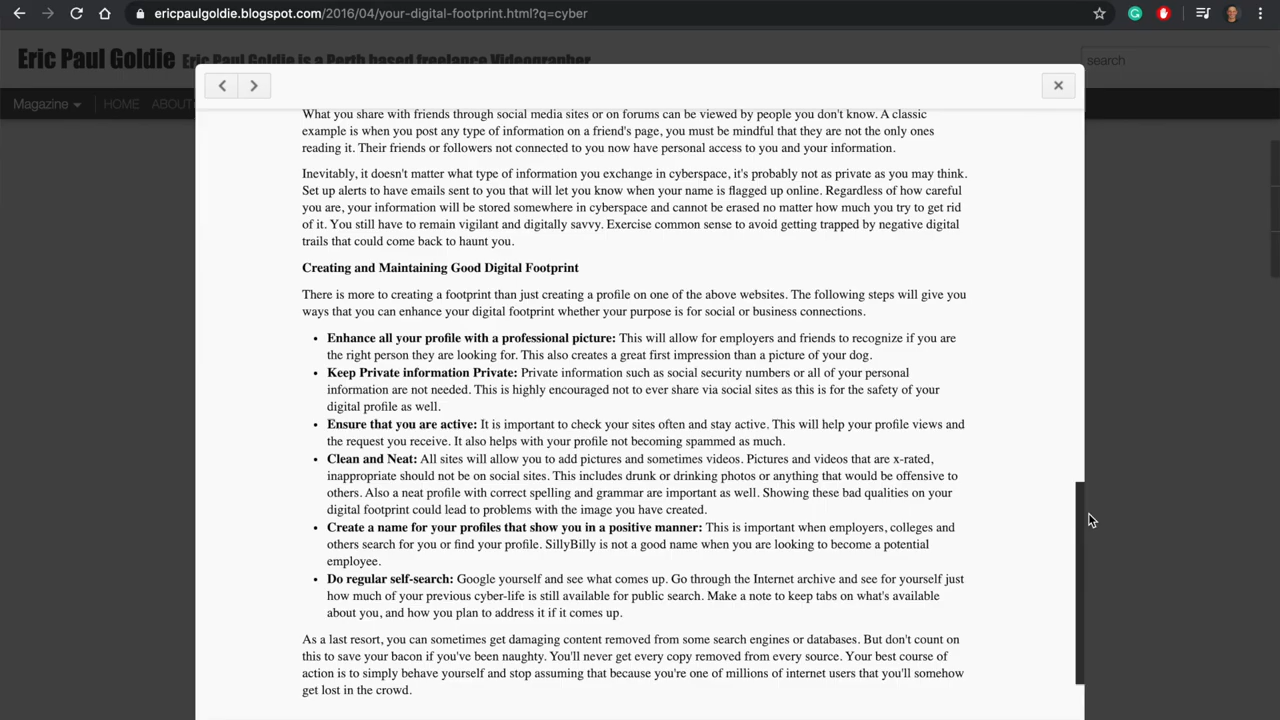 ericpaulgoldie.blogspot.com/2016/04/your-digital-footprint.html?q=cyber
Eric Paul Goldie Eric Paul Goldie is a Perth based freelance Videographer
search
Magazine HOME ABOUT
What you share with friends through social media sites or on forums can be viewed by people you don't know. A classic
example is when you post any type of information on a friend's page, you must be mindful that they are not the only ones
reading it. Their friends or followers not connected to you now have personal access to you and your information.
Inevitably, it doesn't matter what type of information you exchange in cyberspace, it's probably not as private as you may think.
Set up alerts to have emails sent to you that will let you know when your name is flagged up online. Regardless of how careful
you are, your information will be stored somewhere in cyberspace and cannot be erased no matter how much you try to get rid
of it. You still have to remain vigilant and digitally savvy. Exercise common sense to avoid getting trapped by negative digital
trails that could come back to haunt you.
Creating and Maintaining Good Digital Footprint
There is more to creating a footprint than just creating a profile on one of the above websites. The following steps will give you
ways that you can enhance your digital footprint whether your purpose is for social or business connections.
• Enhance all your profile with a professional picture: This will allow for employers and friends to recognize if you are
the right person they are looking for. This also creates a great first impression than a picture of your dog.
• Keep Private information Private: Private information such as social security numbers or all of your personal
information are not needed. This is highly encouraged not to ever share via social sites as this is for the safety of your
digital profile as well.
• Ensure that you are active: It is important to check your sites often and stay active. This will help your profile views and
the request you receive. It also helps with your profile not becoming spammed as much.
• Clean and Neat: All sites will allow you to add pictures and sometimes videos. Pictures and videos that are x-rated,
inappropriate should not be on social sites. This includes drunk or drinking photos or anything that would be offensive to
others. Also a neat profile with correct spelling and grammar are important as well. Showing these bad qualities on your
digital footprint could lead to problems with the image you have created.
• Create a name for your profiles that show you in a positive manner: This is important when employers, colleges and
others search for you or find your profile. SillyBilly is not a good name when you are looking to become a potential
employee.
• Do regular self-search: Google yourself and see what comes up. Go through the Internet archive and see for yourself just
how much of your previous cyber-life is still available for public search. Make a note to keep tabs on what's available
about you, and how you plan to address it if it comes up.
As a last resort, you can sometimes get damaging content removed from some search engines or databases. But don't count on
this to save your bacon if you've been naughty. You'll never get every copy removed from every source. Your best course of
action is to simply behave yourself and stop assuming that because you're one of millions of internet users that you'll somehow
get lost in the crowd.